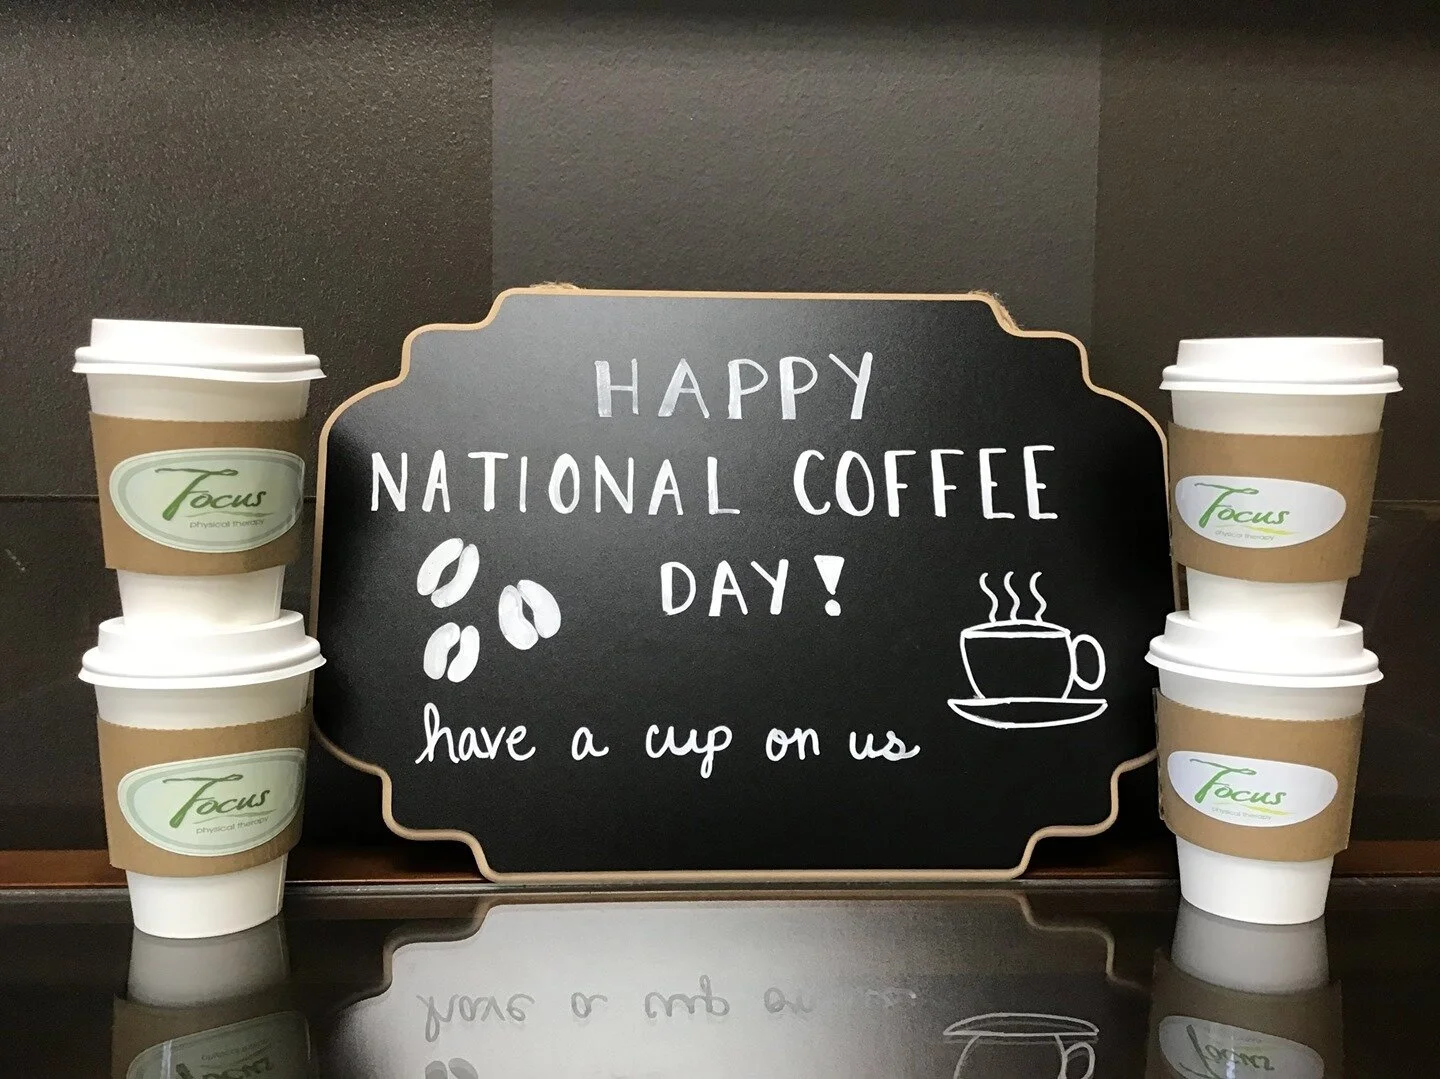 HAPPY
NATIONAL COFFEE
DAY!
have a cup on us
Focus
physical therapy
Focus
physical therapy
Focus
physical therapy
Focus
physical therapy